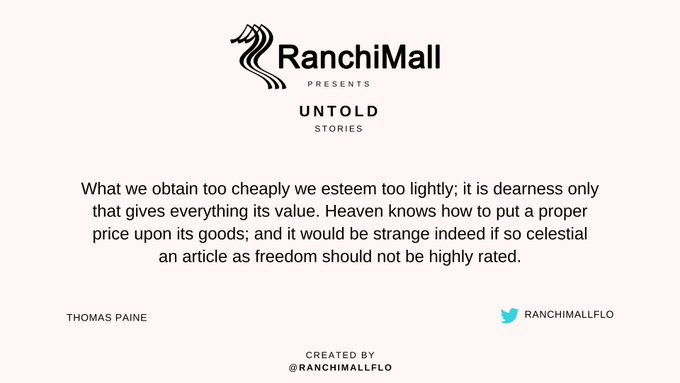 RanchiMall
PRESENTS
UNTOLD
STORIES
What we obtain too cheaply we esteem too lightly; it is dearness only
that gives everything its value. Heaven knows how to put a proper
price upon its goods; and it would be strange indeed if so celestial
an article as freedom should not be highly rated.
THOMAS PAINE
RANCHIMALLFLO
CREATED BY
@RANCHIMALLFLO